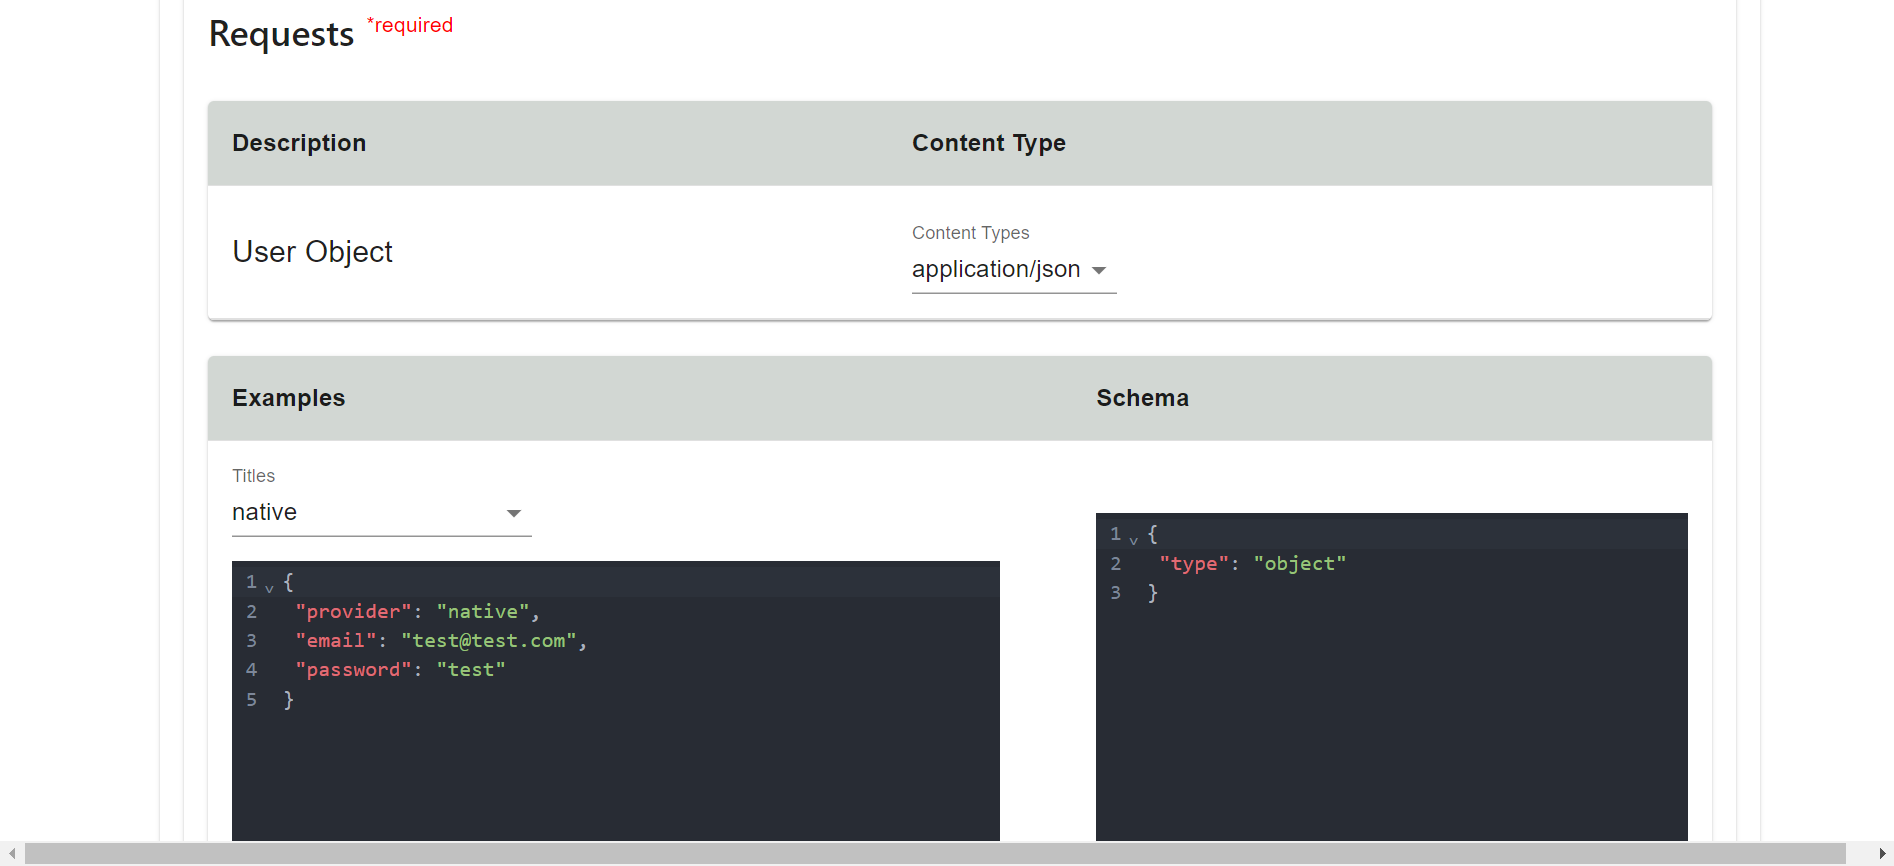 Requests *required
Description Content Type
User Object
Content Types
application/json
Examples Schema
Titles
native
1 {
2 "provider": "native",
3 "email": "test@test.com",
4 "password": "test"
5 }
1 {
2 "type": "object"
3 }